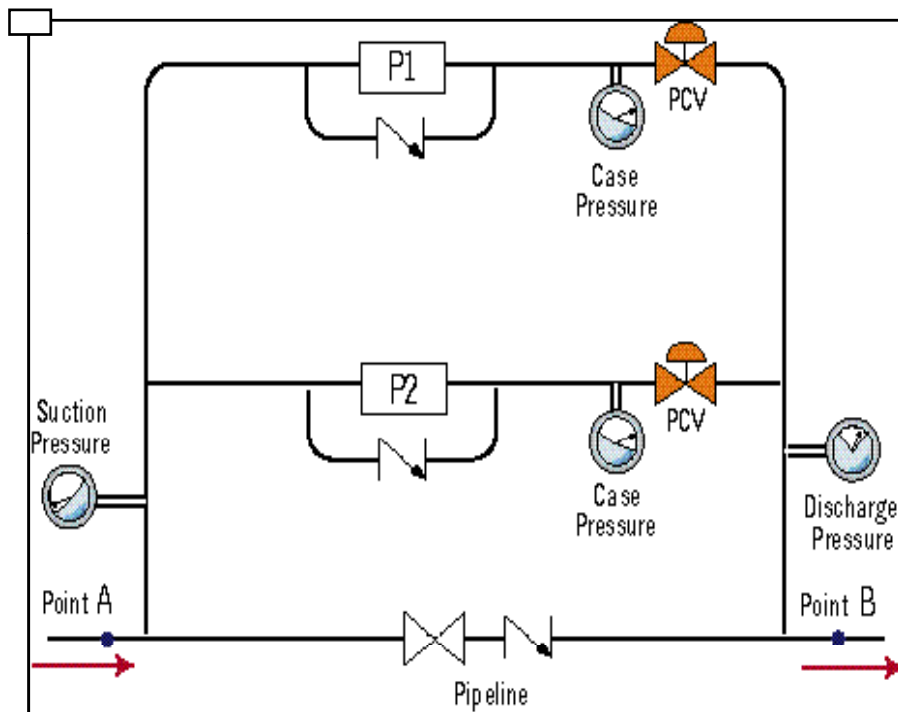 P1
PCV
Case
Pressure
P2
PCV
Suction
Pressure
Case
Pressure
Discharge
Pressure
Point A
Point B
Pipeline